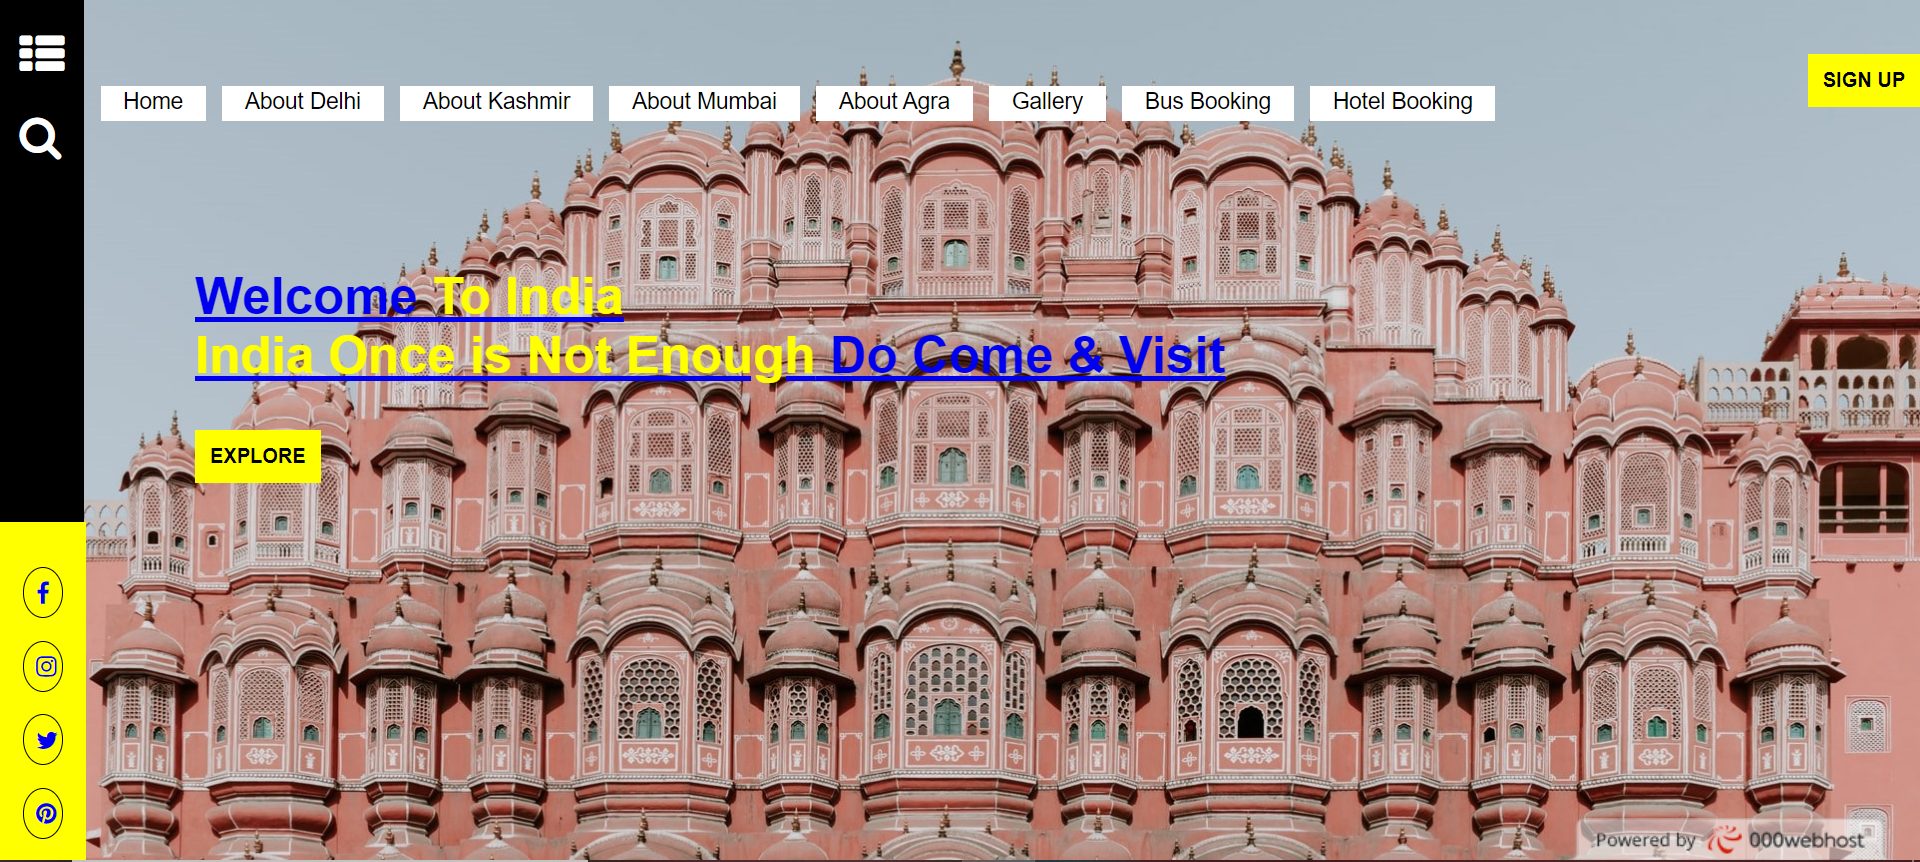 Home
About Delhi
About Kashmir
About Mumbai
About Agra
Gallery
Bus Booking
Hotel Booking
SIGN UP
Welcome To India
India Once is Not Enough Do Come & Visit
EXPLORE
Powered by 000webhost